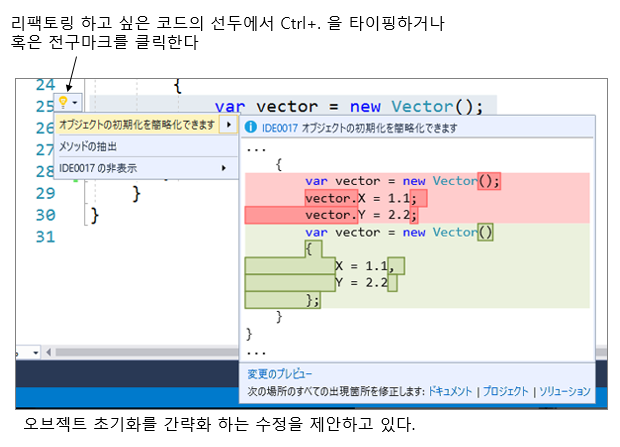 리팩토링 하고 싶은 코드의 선두에서 Ctrl+. 을 타이핑하거나
혹은 전구마크를 클릭한다
24 {
25 var vector = new Vector();
26 オブジェクトの初期化を簡略化できます
27 メソッドの抽出
28 IDE0017 の非表示
29 }
30 }
31
IDE0017 オブジェクトの初期化を簡略化できます
...
{
var vector = new Vector();
vector.X = 1.1;
vector.Y = 2.2;
var vector = new Vector()
{
X = 1.1,
Y = 2.2
};
}
}
...
変更のプレビュー
次の場所のすべての出現箇所を修正します: ドキュメント | プロジェクト | ソリューション
오브젝트 초기화를 간략화 하는 수정을 제안하고 있다.